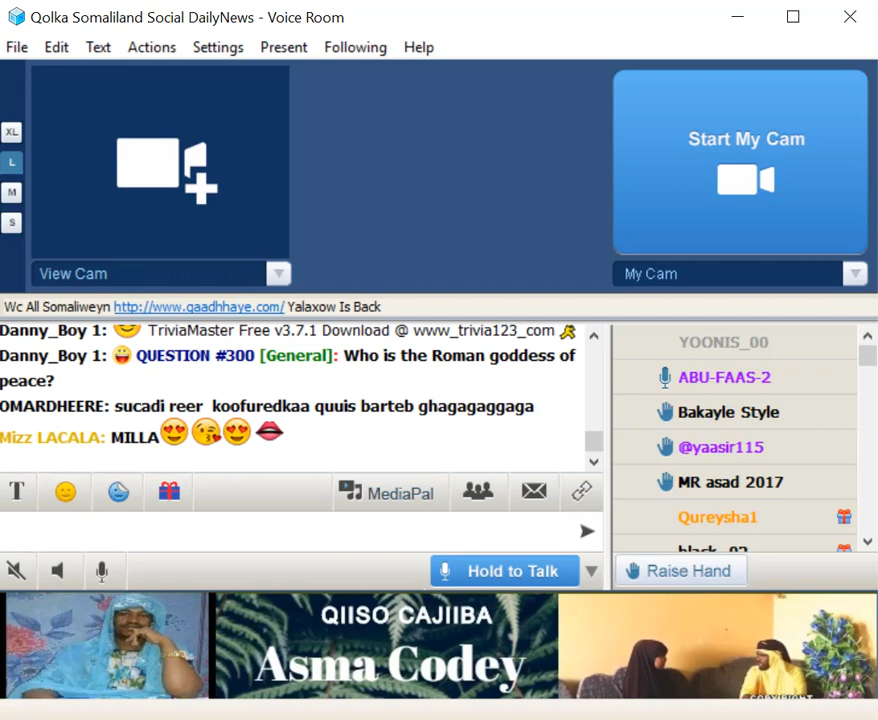 Qolka Somaliland Social DailyNews - Voice Room
File Edit Text Actions Settings Present Following Help
XL
L
M
S
Start My Cam
View Cam
My Cam
Wc All Somaliweyn http://www.qaadhhaye.com/ Yalaxow Is Back
Danny_Boy 1: TriviaMaster Free v3.7.1 Download @ www_trivia123_com
Danny_Boy 1: QUESTION #300 [General]: Who is the Roman goddess of
peace?
OMARDHEERE: sucadi reer koofuredkaa quuis barteb ghagagaggaga
Mizz LACALA: MILLA
YOONIS_00
ABU-FAAS-2
Bakayle Style
@yaasir115
MR asad 2017
Qureysha1
black_02
T
MediaPal
Hold to Talk
Raise Hand
QIISO CAJIIBA
Asma Codey
COPYRIGHT